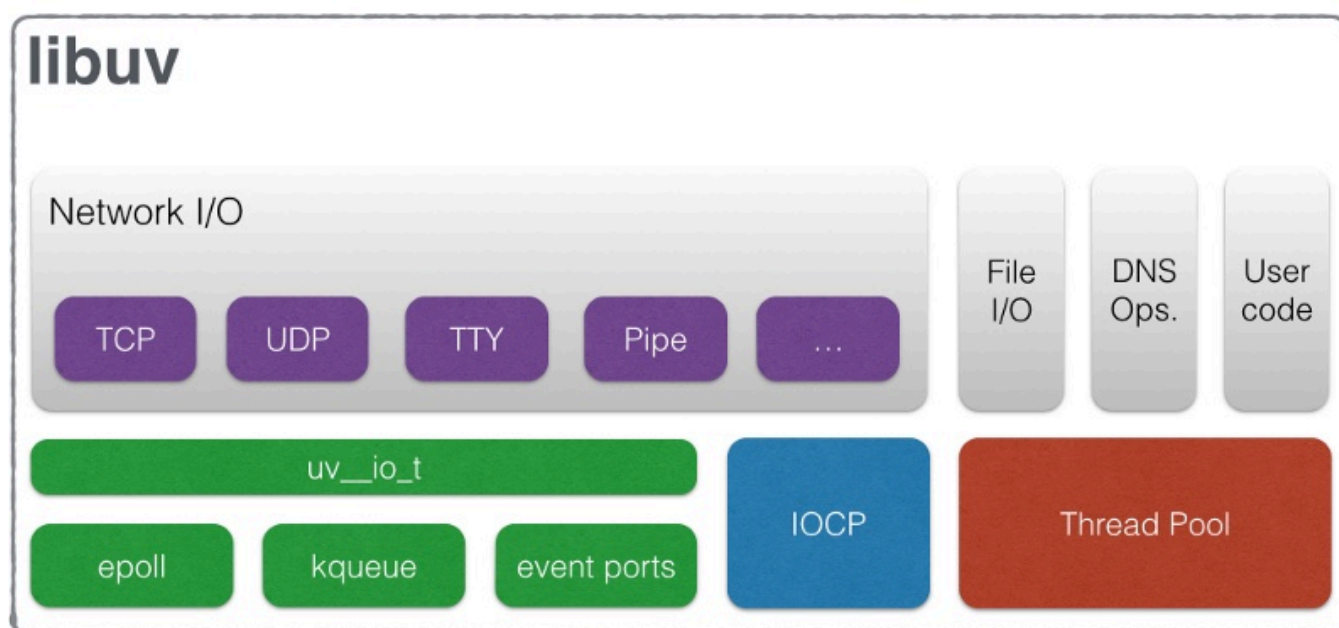 libuv
Network I/O
TCP
UDP
TTY
Pipe
...
File
I/O
DNS
Ops.
User
code
uv__io_t
epoll
kqueue
event ports
IOCP
Thread Pool